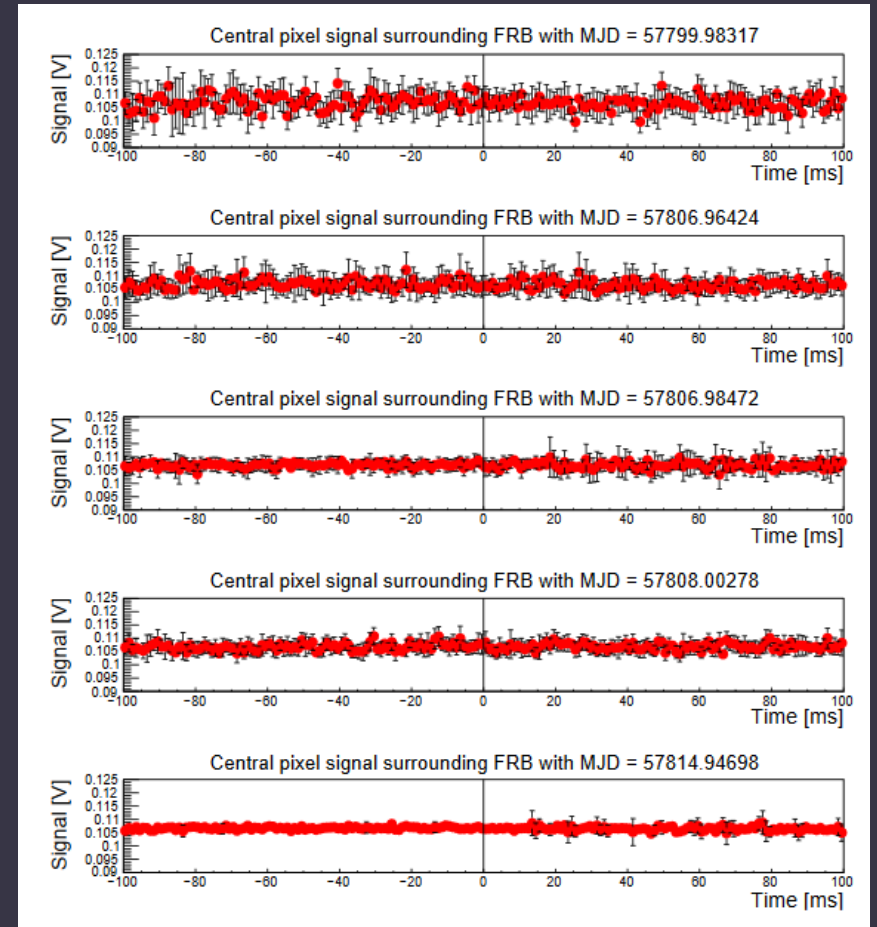 Central pixel signal surrounding FRB with MJD = 57799.98317
Signal [V]
0.125
0.12
0.115
0.11
0.105
0.1
0.095
0.09
−100 −80 −60 −40 −20 0 20 40 60 80 100
Time [ms]
Central pixel signal surrounding FRB with MJD = 57806.96424
Signal [V]
0.125
0.12
0.115
0.11
0.105
0.1
0.095
0.09
−100 −80 −60 −40 −20 0 20 40 60 80 100
Time [ms]
Central pixel signal surrounding FRB with MJD = 57806.98472
Signal [V]
0.125
0.12
0.115
0.11
0.105
0.1
0.095
0.09
−100 −80 −60 −40 −20 0 20 40 60 80 100
Time [ms]
Central pixel signal surrounding FRB with MJD = 57808.00278
Signal [V]
0.125
0.12
0.115
0.11
0.105
0.1
0.095
0.09
−100 −80 −60 −40 −20 0 20 40 60 80 100
Time [ms]
Central pixel signal surrounding FRB with MJD = 57814.94698
Signal [V]
0.125
0.12
0.115
0.11
0.105
0.1
0.095
0.09
−100 −80 −60 −40 −20 0 20 40 60 80 100
Time [ms]